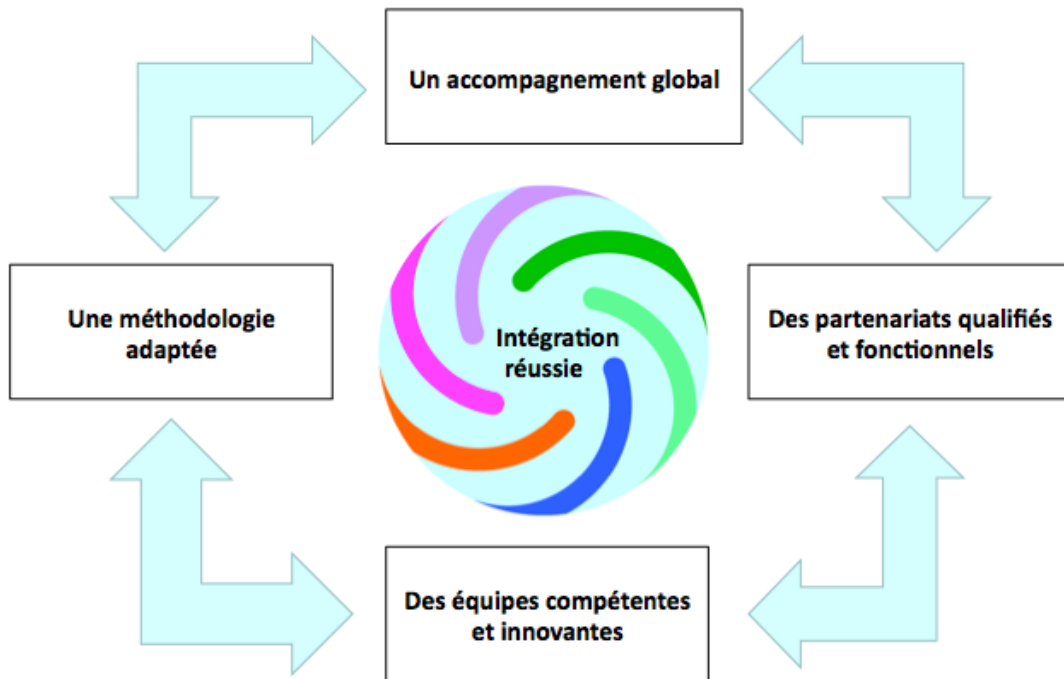 Un accompagnement global
Une méthodologie
adaptée
Intégration
réussie
Des partenariats qualifiés
et fonctionnels
Des équipes compétentes
et innovantes